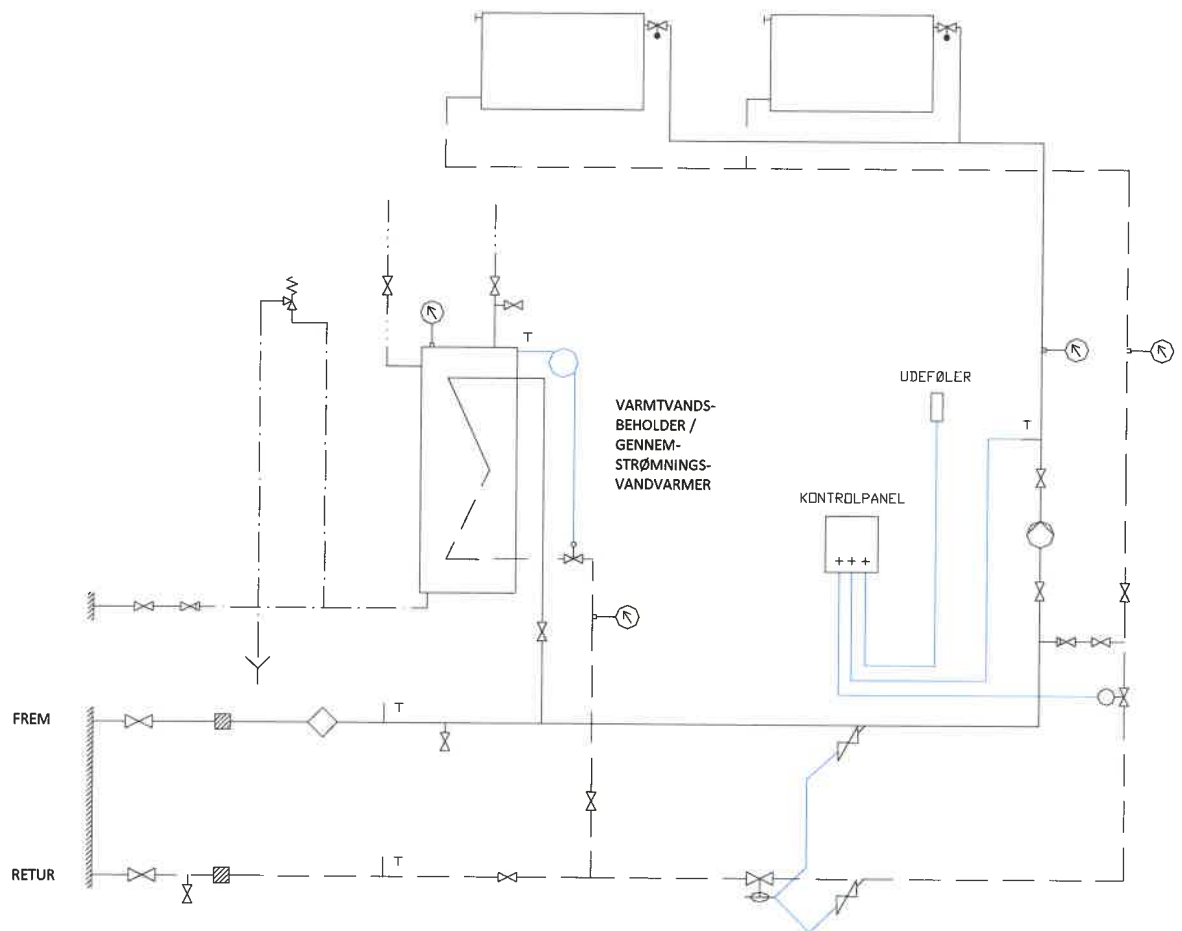 T
UDEFØLER
VARMTVANDS-
BEHOLDER /
GENNEM-
STRØMNINGS-
VANDVARMER
T
KONTROLPANEL
+++
FREM
T
RETUR
T